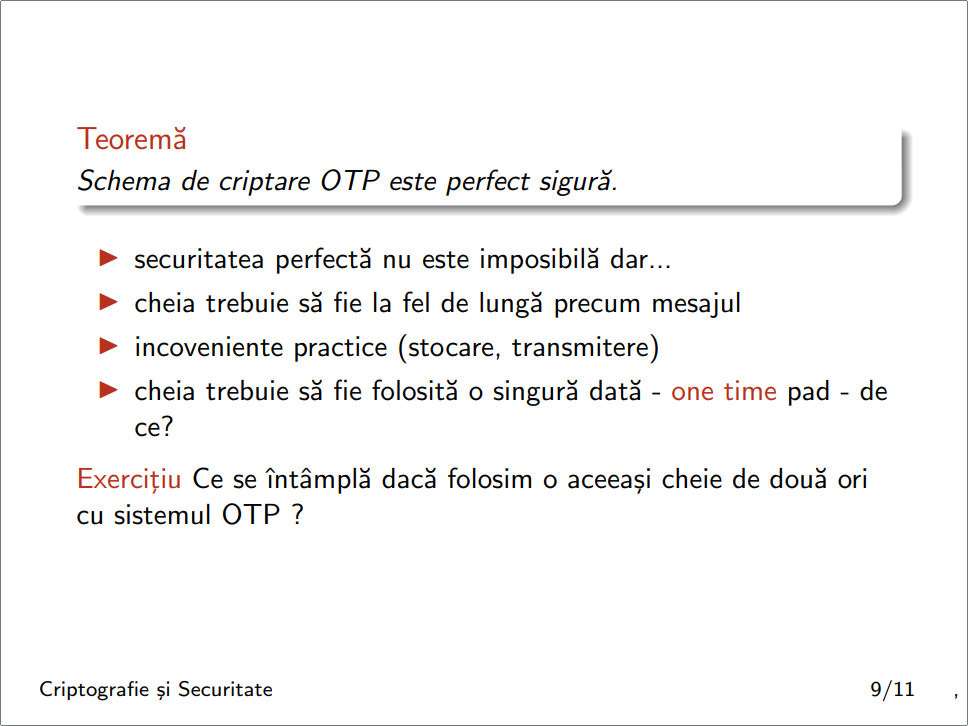 Teoremă
Schema de criptare OTP este perfect sigură.
▶ securitatea perfectă nu este imposibilă dar...
▶ cheia trebuie să fie la fel de lungă precum mesajul
▶ incoveniente practice (stocare, transmitere)
▶ cheia trebuie să fie folosită o singură dată - one time pad - de
ce?
Exercițiu Ce se întâmplă dacă folosim o aceeași cheie de două ori
cu sistemul OTP ?
Criptografie și Securitate 9/11 ,